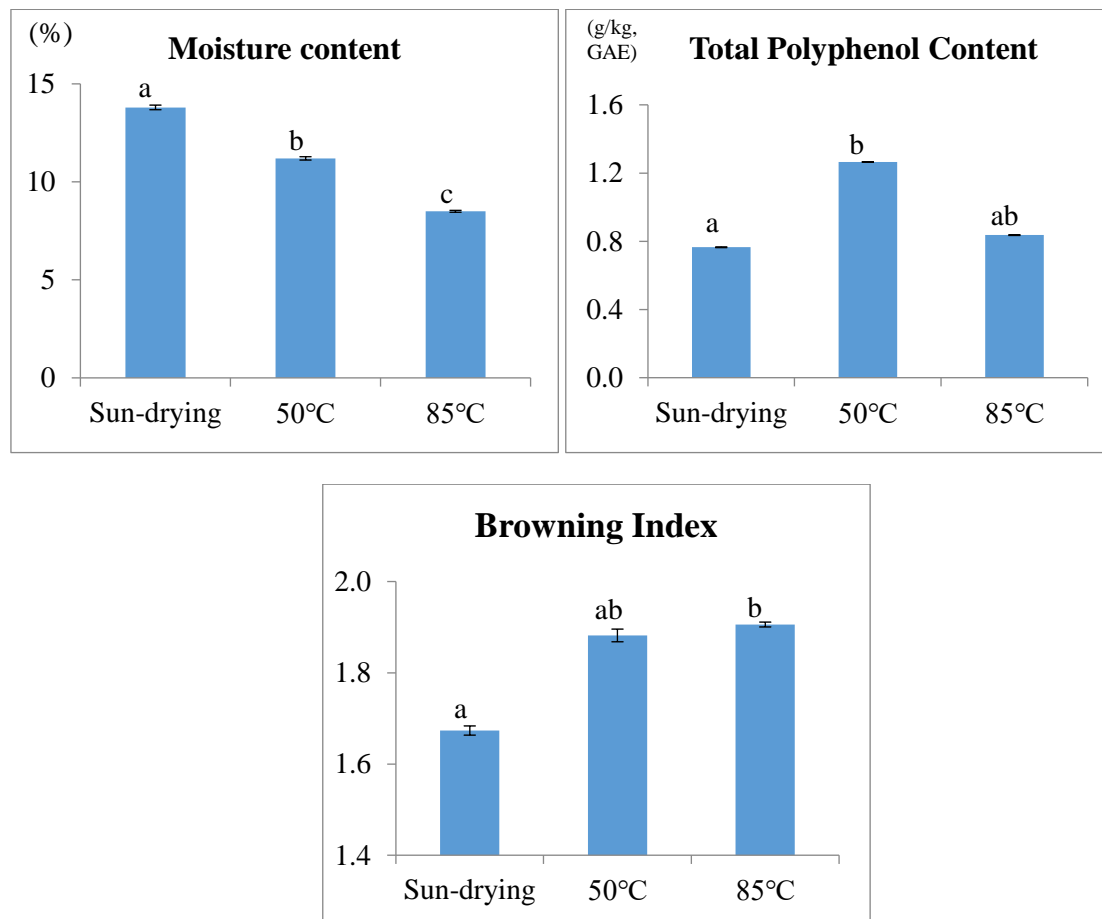 (%)
Moisture content
15
10
5
0
a
b
c
Sun-drying 50°C 85°C
(g/kg,
GAE)
Total Polyphenol Content
1.6
1.2
0.8
0.4
0.0
a
b
ab
Sun-drying 50°C 85°C
Browning Index
2.0
1.8
1.6
1.4
a
ab
b
Sun-drying 50°C 85°C